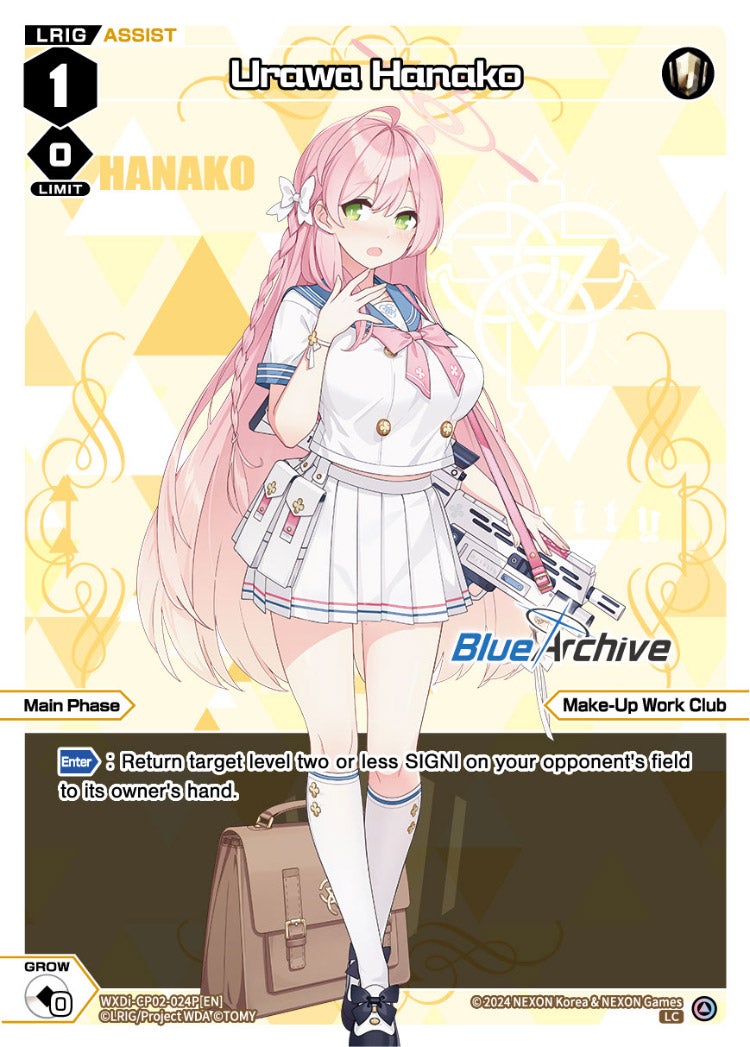 LRIG ASSIST
1
Urawa Hanako
0
LIMIT
HANAKO
Blue Archive
Main Phase
Make-Up Work Club
Enter : Return target level two or less SIGNI on your opponent's field
to its owner's hand.
GROW
0
WXDi-CP02-024P[EN]
©LRIG/Project WDA ©TOMY
©2024 NEXON Korea & NEXON Games
LC